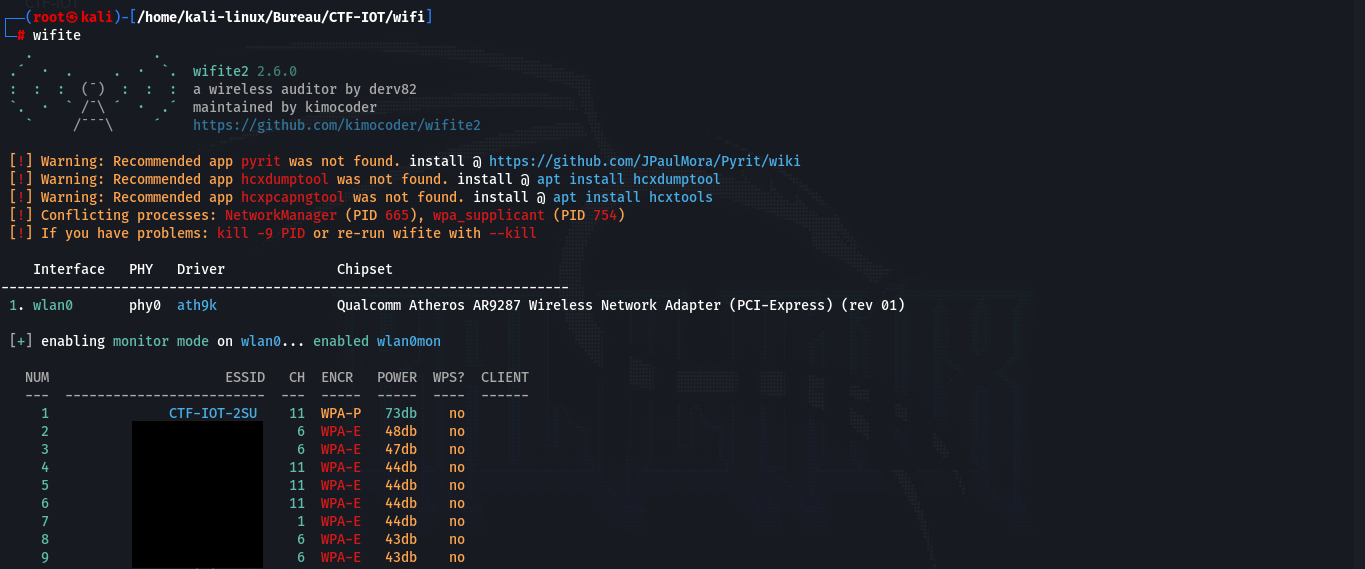 CTF-IOT
┌──(root㉿kali)-[/home/kali-linux/Bureau/CTF-IOT/wifi]
└─# wifite
wifite2 2.6.0
a wireless auditor by derv82
maintained by kimocoder
https://github.com/kimocoder/wifite2
[!] Warning: Recommended app pyrit was not found. install @ https://github.com/JPaulMora/Pyrit/wiki
[!] Warning: Recommended app hcxdumptool was not found. install @ apt install hcxdumptool
[!] Warning: Recommended app hcxpcapngtool was not found. install @ apt install hcxtools
[!] Conflicting processes: NetworkManager (PID 665), wpa_supplicant (PID 754)
[!] If you have problems: kill -9 PID or re-run wifite with --kill
Interface PHY Driver Chipset
-----------------------------------------------------------------------
1. wlan0 phy0 ath9k Qualcomm Atheros AR9287 Wireless Network Adapter (PCI-Express) (rev 01)
[+] enabling monitor mode on wlan0... enabled wlan0mon
NUM ESSID CH ENCR POWER WPS? CLIENT
--- ------------------------- --- ----- ----- ---- ------
1 CTF-IOT-2SU 11 WPA-P 73db no
2 6 WPA-E 48db no
3 6 WPA-E 47db no
4 11 WPA-E 44db no
5 11 WPA-E 44db no
6 11 WPA-E 44db no
7 1 WPA-E 44db no
8 6 WPA-E 43db no
9 6 WPA-E 43db no